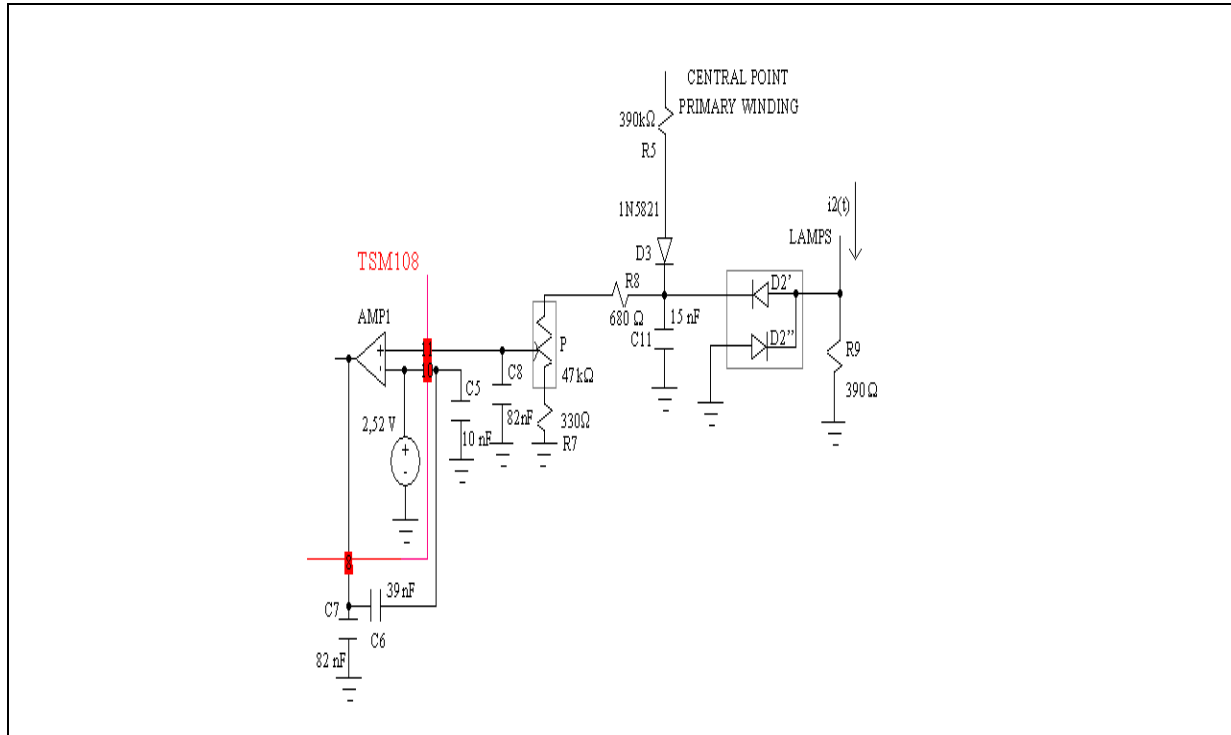 CENTRAL POINT
PRIMARY WINDING
390kΩ
R5
1N5821
i2(t)
LAMPS
TSM108
D3
R8
D2'
AMP1
680 Ω
15 nF
C11
D2''
P
+
-
C8
47kΩ
R9
C5
390 Ω
2,52 V
82nF
330Ω
10 nF
R7
+
-
39 nF
C7
C6
82 nF